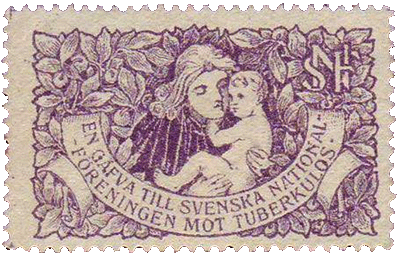 EN GÅFVA TILL SVENSKA NATIONAL-
-FÖRENINGEN MOT TUBERKULOS-